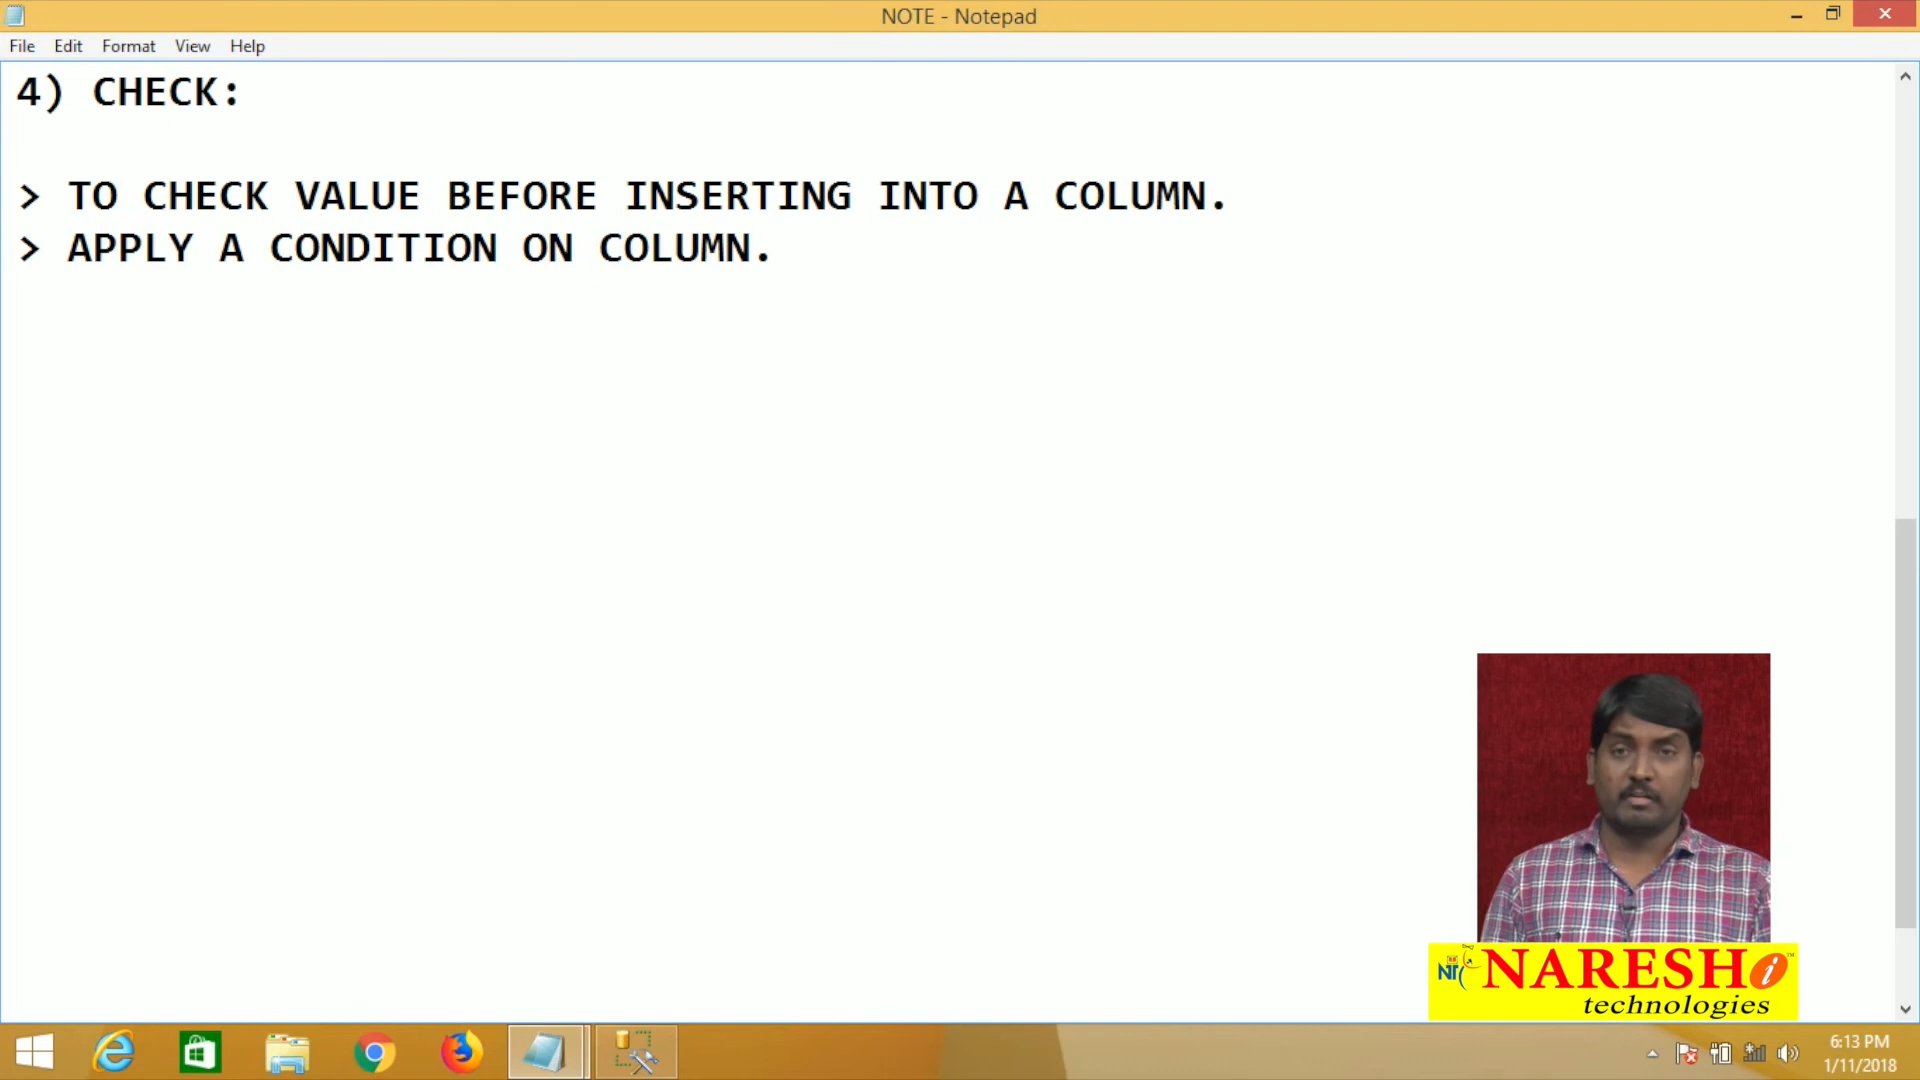 NOTE - Notepad
File Edit Format View Help
4) CHECK:
> TO CHECK VALUE BEFORE INSERTING INTO A COLUMN.
> APPLY A CONDITION ON COLUMN.
NARESH i
technologies
6:13 PM
1/11/2018